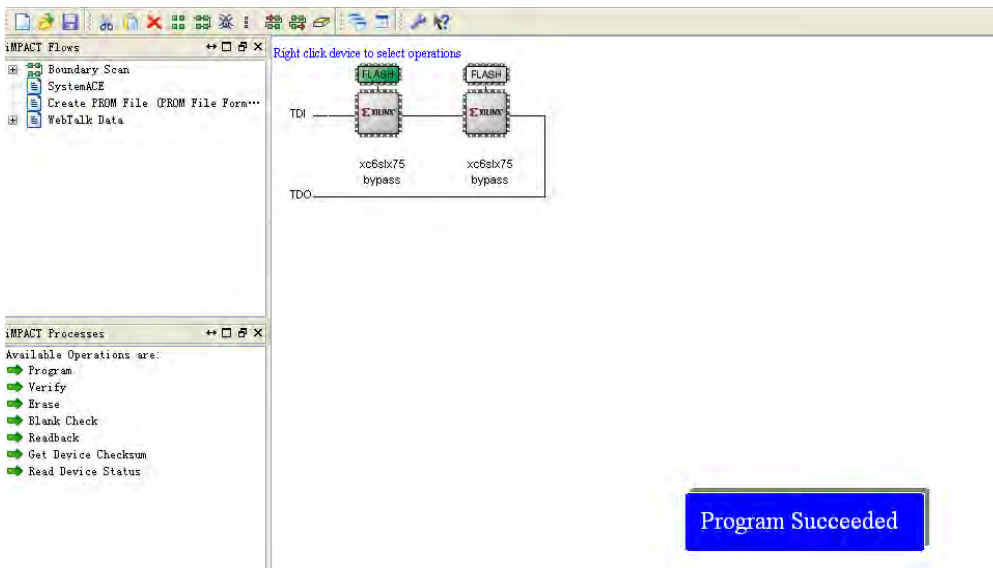 iMPACT Flows
Boundary Scan
SystemACE
Create PROM File (PROM File Form...
WebTalk Data
Right click device to select operations
FLASH FLASH
TDI
XILINX XILINX
xc6slx75 xc6slx75
bypass bypass
TDO
iMPACT Processes
Available Operations are:
Program
Verify
Erase
Blank Check
Readback
Get Device Checksum
Read Device Status
Program Succeeded